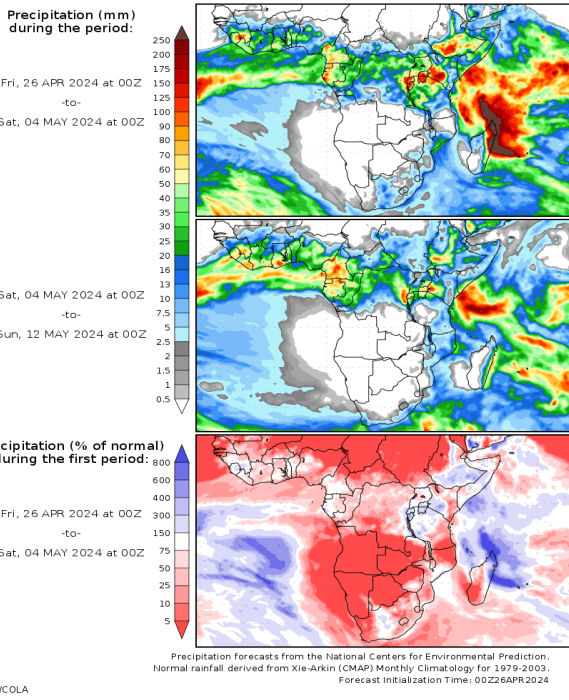 Precipitation (mm)
during the period:
250
200
175
150
125
100
90
80
70
60
50
40
35
30
25
20
16
13
10
7.5
5
2.5
2
1.5
1
0.5
Fri, 26 APR 2024 at 00Z
-to-
Sat, 04 MAY 2024 at 00Z
Sat, 04 MAY 2024 at 00Z
-to-
Sun, 12 MAY 2024 at 00Z
cipitation (% of normal)
during the first period:
800
600
400
300
150
75
50
25
10
5
Fri, 26 APR 2024 at 00Z
-to-
Sat, 04 MAY 2024 at 00Z
Precipitation forecasts from the National Centers for Environmental Prediction.
Normal rainfall derived from Xie-Arkin (CMAP) Monthly Climatology for 1979-2003.
Forecast Initialization Time: 00Z26APR2024
/COLA